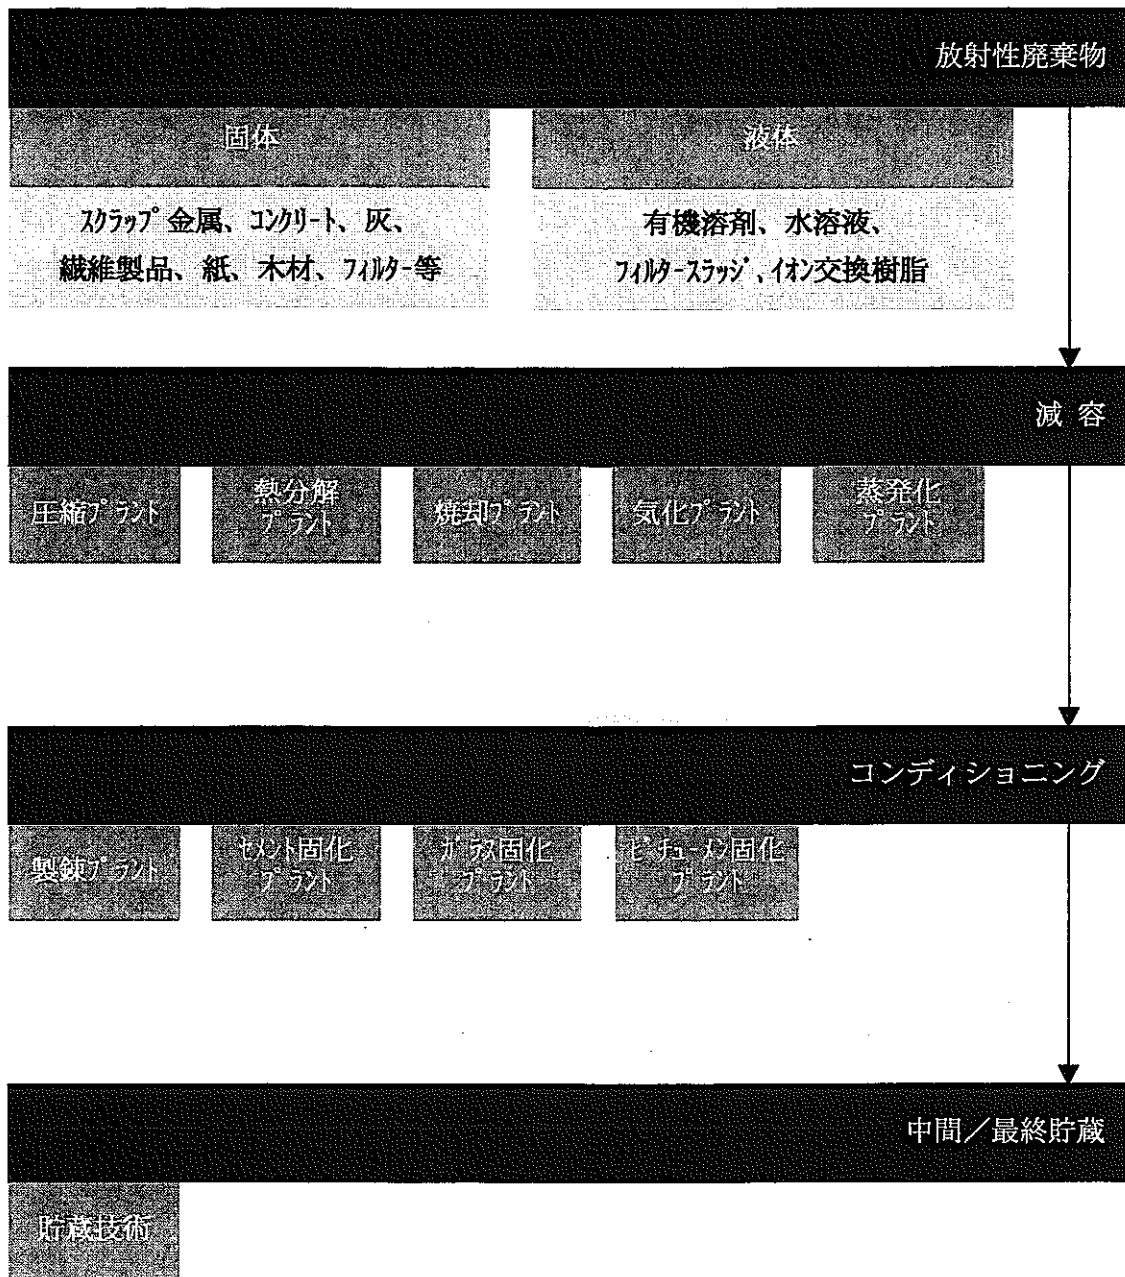 放射性廃棄物
固体
液体
スクラップ金属、コンクリート、灰、
繊維製品、紙、木材、フィルター等
有機溶剤、水溶液、
フィルタースラッジ、イオン交換樹脂
減 容
圧縮プラント
熱分解
プラント
焼却プラント
気化プラント
蒸発化
プラント
コンディショニング
製錬プラント
セメント固化
プラント
ガラス固化
プラント
ビチューメン固化
プラント
中間／最終貯蔵
貯蔵技術